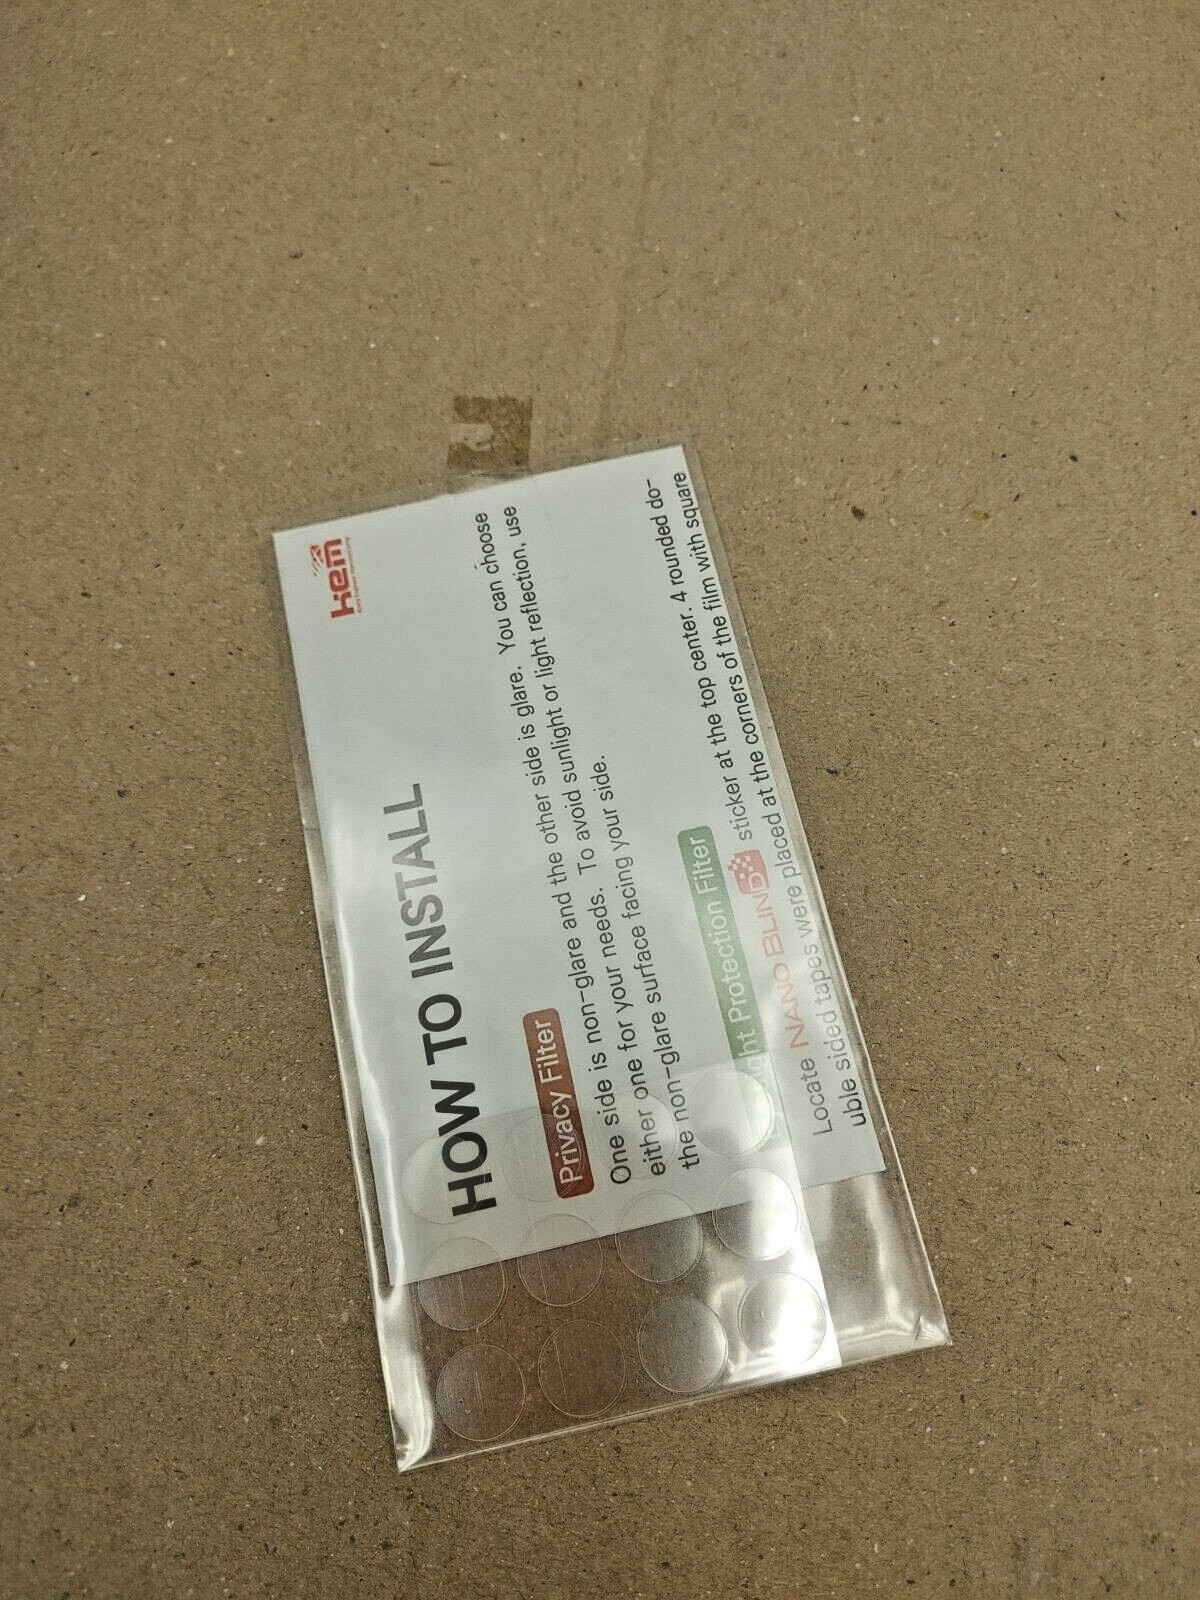 KEM
HOW TO INSTALL
Privacy Filter
One side is non-glare and the other side is glare. You can choose
either one for your needs. To avoid sunlight or light reflection, use
the non-glare surface facing your side.
Light Protection Filter
Locate NANO BLIND sticker at the top center. 4 rounded do-
uble sided tapes were placed at the corners of the film with square